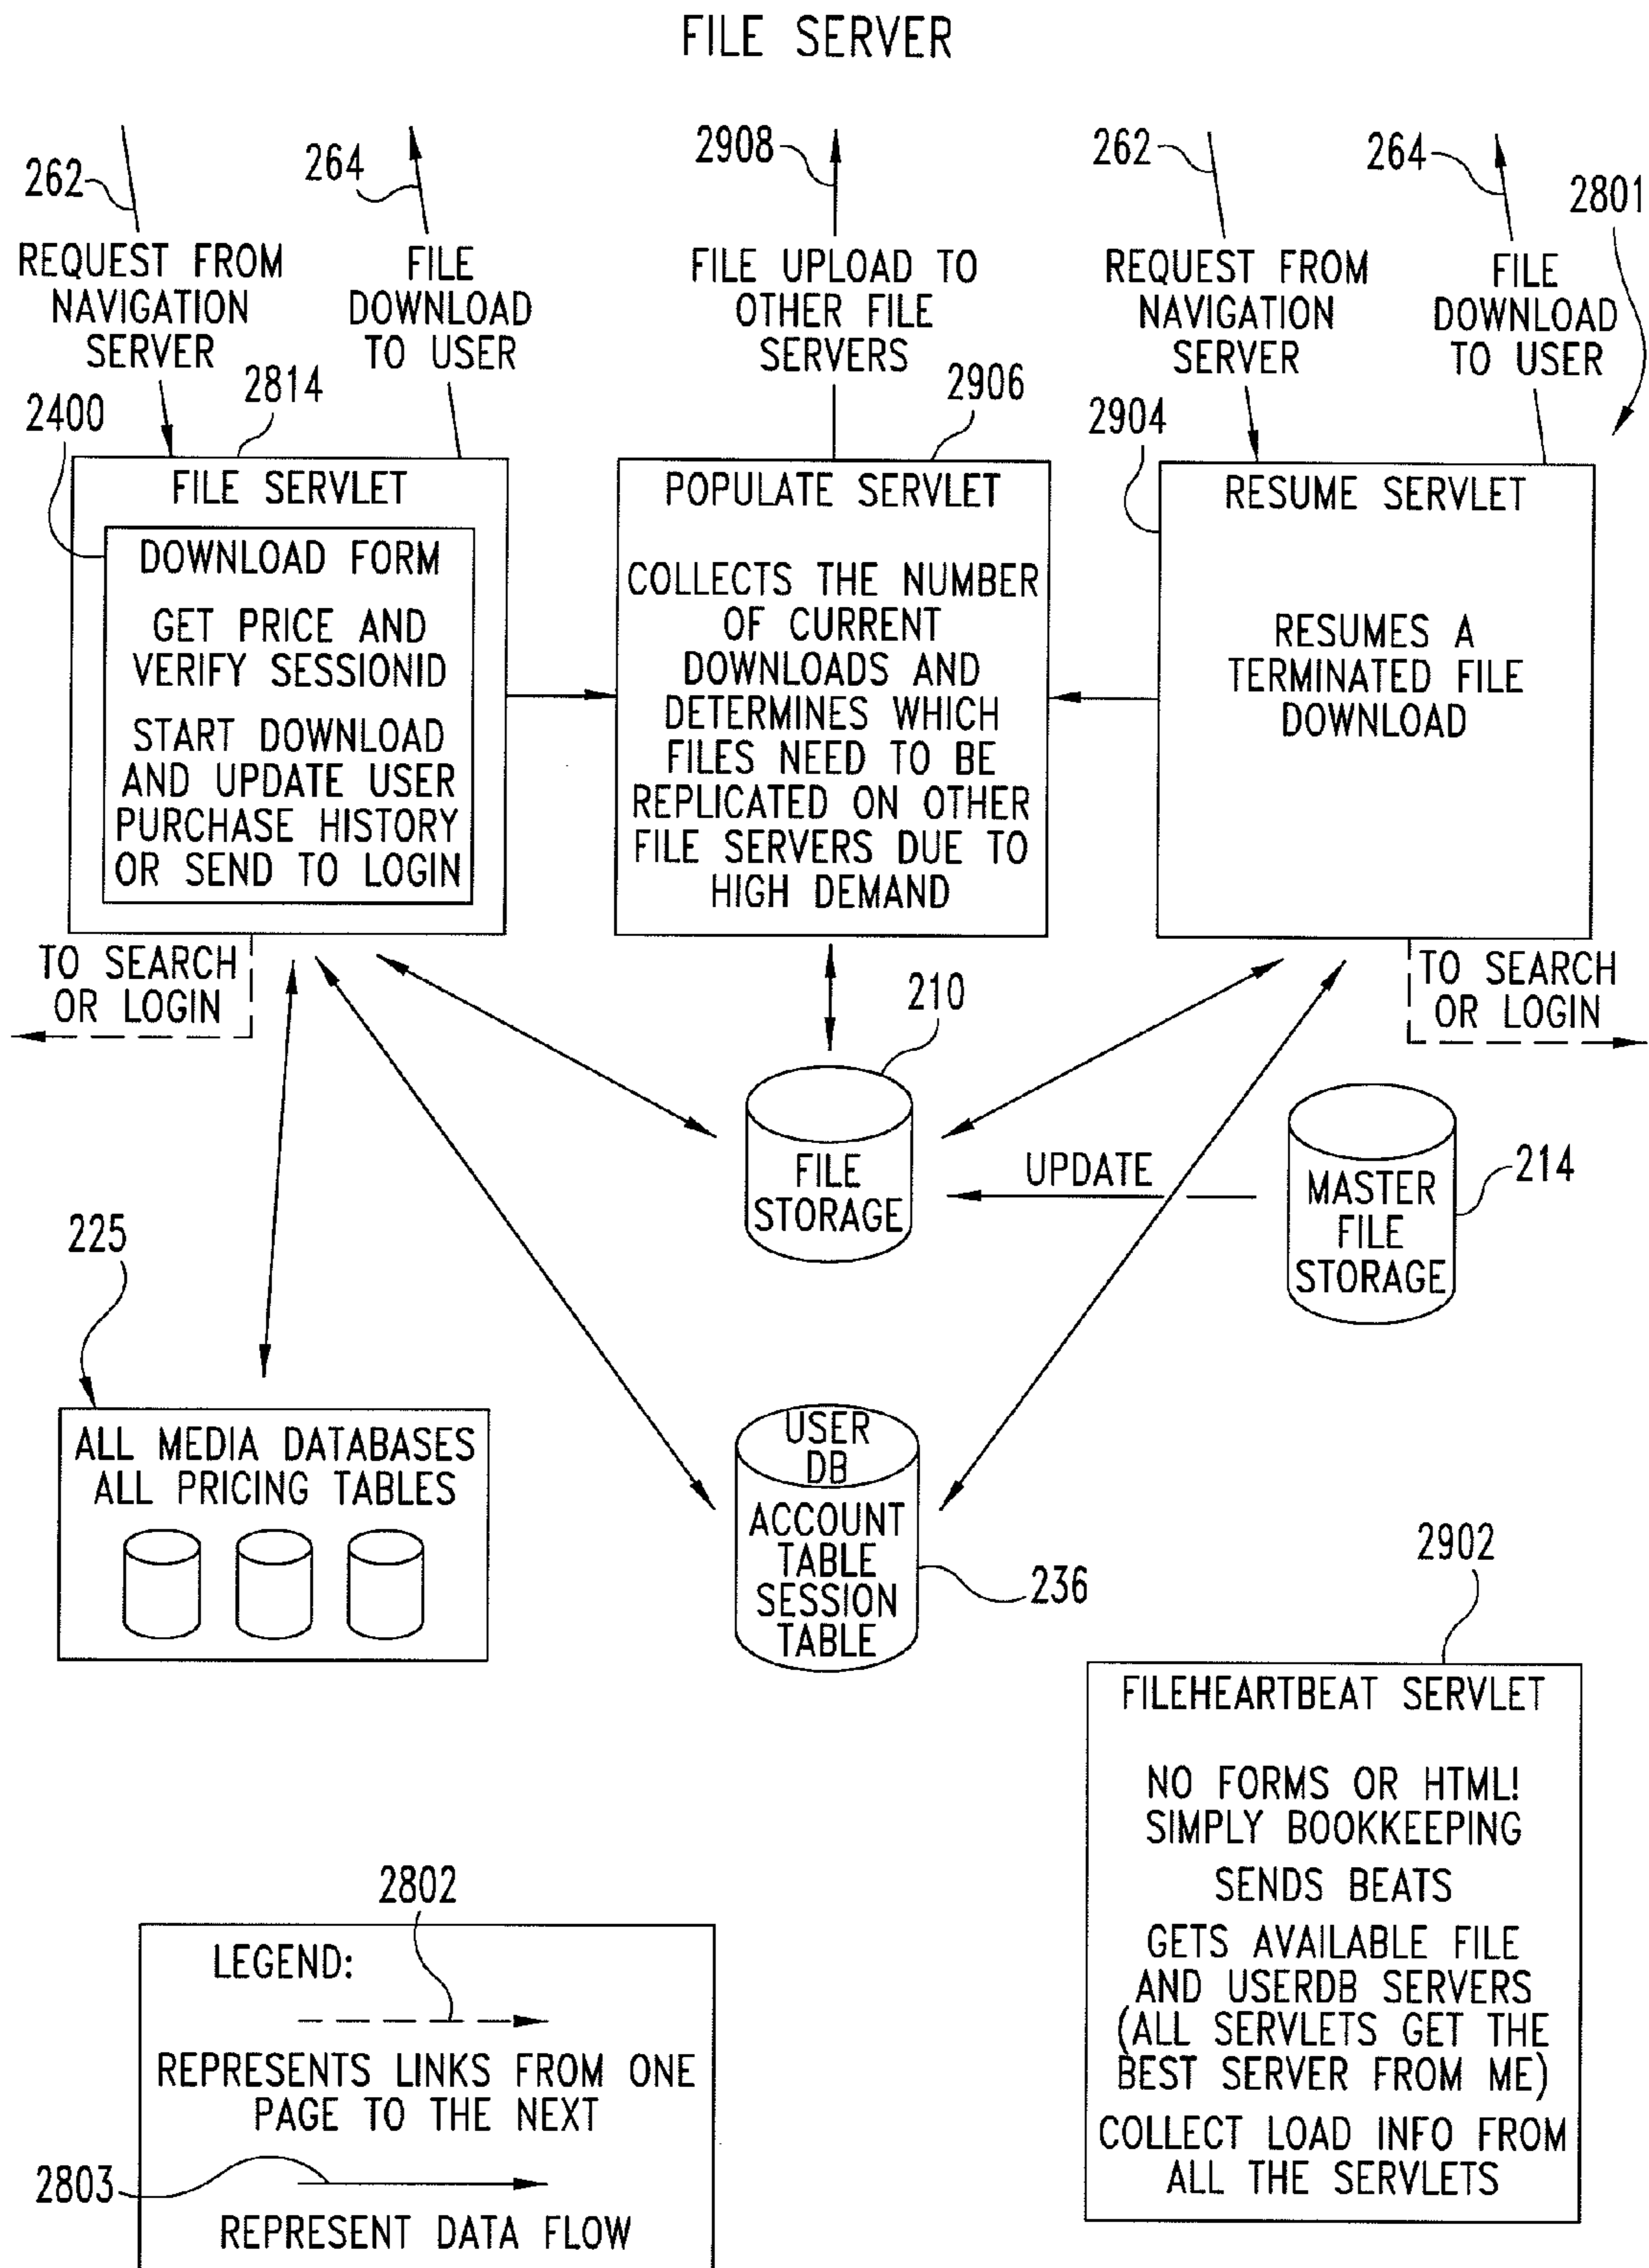 FILE SERVER
262
REQUEST FROM
NAVIGATION
SERVER
264
FILE
DOWNLOAD
TO USER
2908
FILE UPLOAD TO
OTHER FILE
SERVERS
262
REQUEST FROM
NAVIGATION
SERVER
264
FILE
DOWNLOAD
TO USER
2801
2400
2814
FILE SERVLET
DOWNLOAD FORM
GET PRICE AND
VERIFY SESSIONID
START DOWNLOAD
AND UPDATE USER
PURCHASE HISTORY
OR SEND TO LOGIN
2906
POPULATE SERVLET
COLLECTS THE NUMBER
OF CURRENT
DOWNLOADS AND
DETERMINES WHICH
FILES NEED TO BE
REPLICATED ON OTHER
FILE SERVERS DUE TO
HIGH DEMAND
2904
RESUME SERVLET
RESUMES A
TERMINATED FILE
DOWNLOAD
TO SEARCH
OR LOGIN
TO SEARCH
OR LOGIN
210
FILE
STORAGE
UPDATE
MASTER
FILE
STORAGE
214
225
ALL MEDIA DATABASES
ALL PRICING TABLES
USER
DB
ACCOUNT
TABLE
SESSION
TABLE
236
2902
FILEHEARTBEAT SERVLET
NO FORMS OR HTML!
SIMPLY BOOKKEEPING
SENDS BEATS
GETS AVAILABLE FILE
AND USERDB SERVERS
(ALL SERVLETS GET THE
BEST SERVER FROM ME)
COLLECT LOAD INFO FROM
ALL THE SERVLETS
2802
LEGEND:
REPRESENTS LINKS FROM ONE
PAGE TO THE NEXT
2803
REPRESENT DATA FLOW